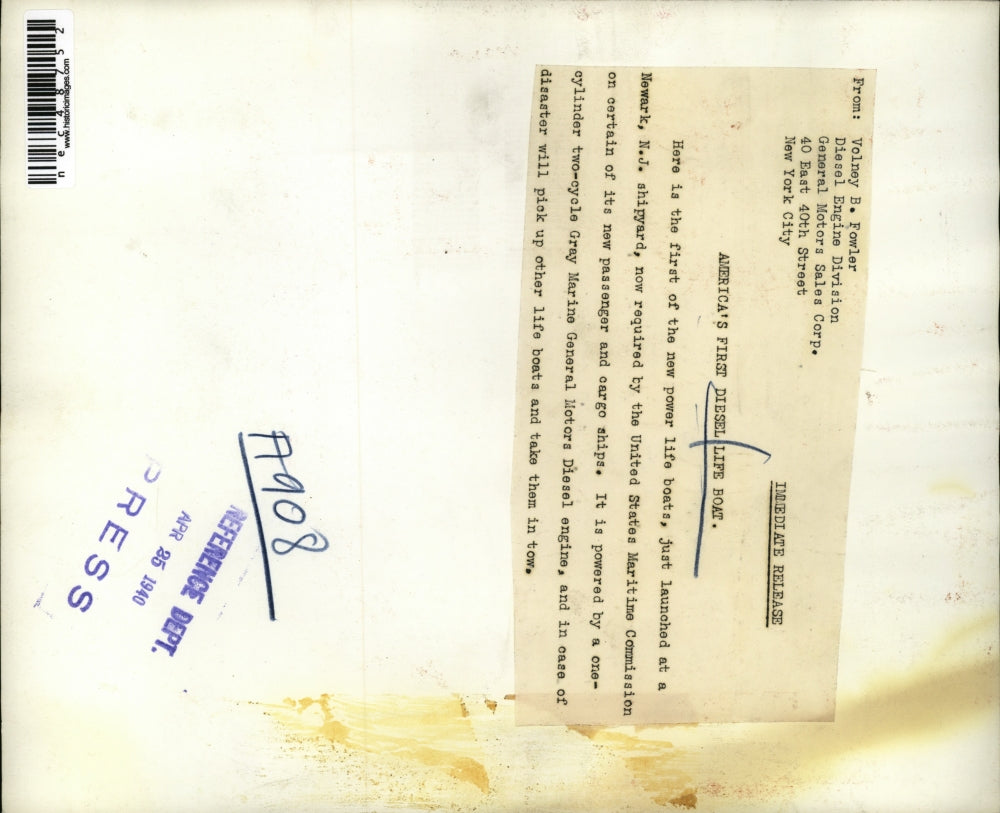 From: Volney B. Fowler
Diesel Engine Division
General Motors Sales Corp.
40 East 40th Street
New York City
IMMEDIATE RELEASE
AMERICA'S FIRST DIESEL LIFE BOAT.
Here is the first of the new power life boats, just launched at a
Newark, N.J. shipyard, now required by the United States Maritime Commission
on certain of its new passenger and cargo ships. It is powered by a one-
cylinder two-cycle Gray Marine General Motors Diesel engine, and in case of
disaster will pick up other life boats and take them in tow.
A908
REFERENCE DEPT.
APR 25 1940
PRESS
www.historicimages.com
nec48752